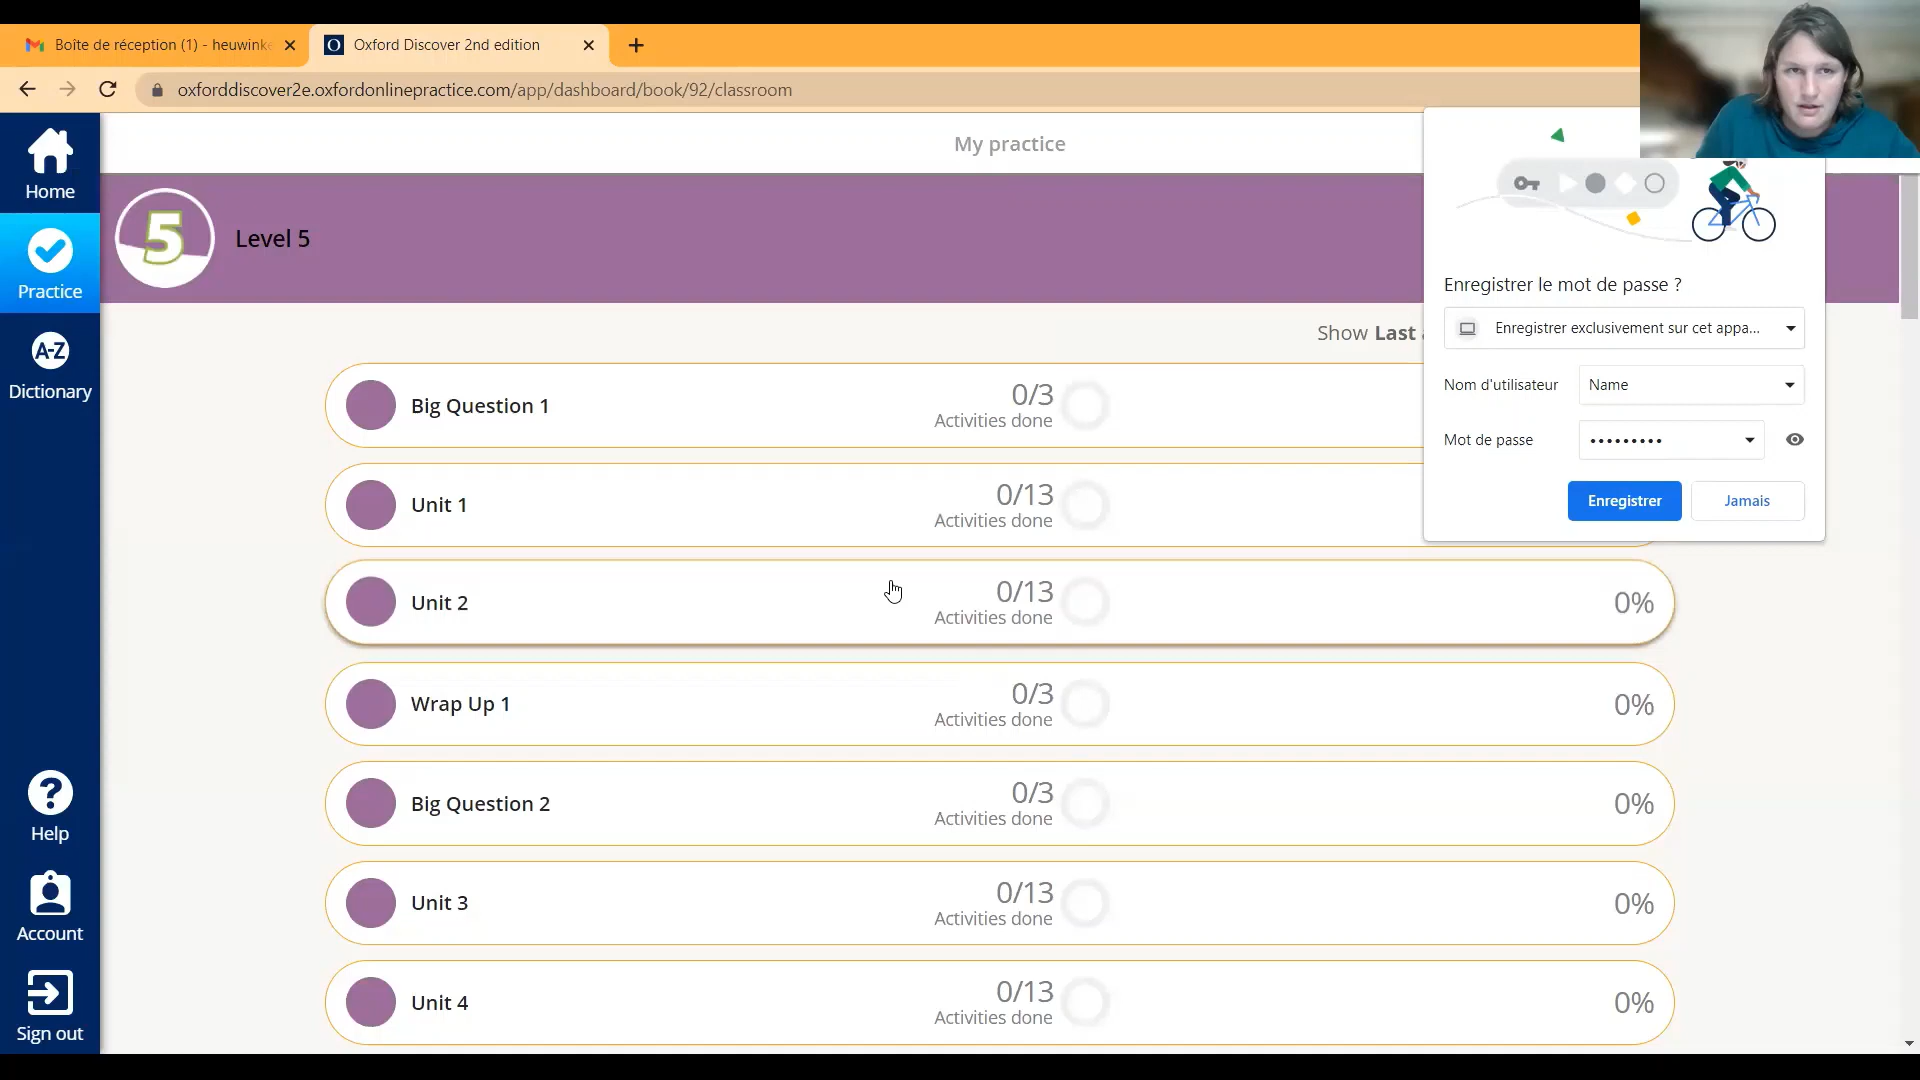 Boîte de réception (1) - heuwinke
Oxford Discover 2nd edition
oxforddiscover2e.oxfordonlinepractice.com/app/dashboard/book/92/classroom
Home
Practice
A-Z
Dictionary
Help
Account
Sign out
My practice
5
Level 5
Show Last
Big Question 1
0/3
Activities done
Unit 1
0/13
Activities done
Unit 2
0/13
Activities done
0%
Wrap Up 1
0/3
Activities done
0%
Big Question 2
0/3
Activities done
0%
Unit 3
0/13
Activities done
0%
Unit 4
0/13
Activities done
0%
Enregistrer le mot de passe ?
Enregistrer exclusivement sur cet appa...
Nom d'utilisateur
Name
Mot de passe
•••••••••
Enregistrer
Jamais